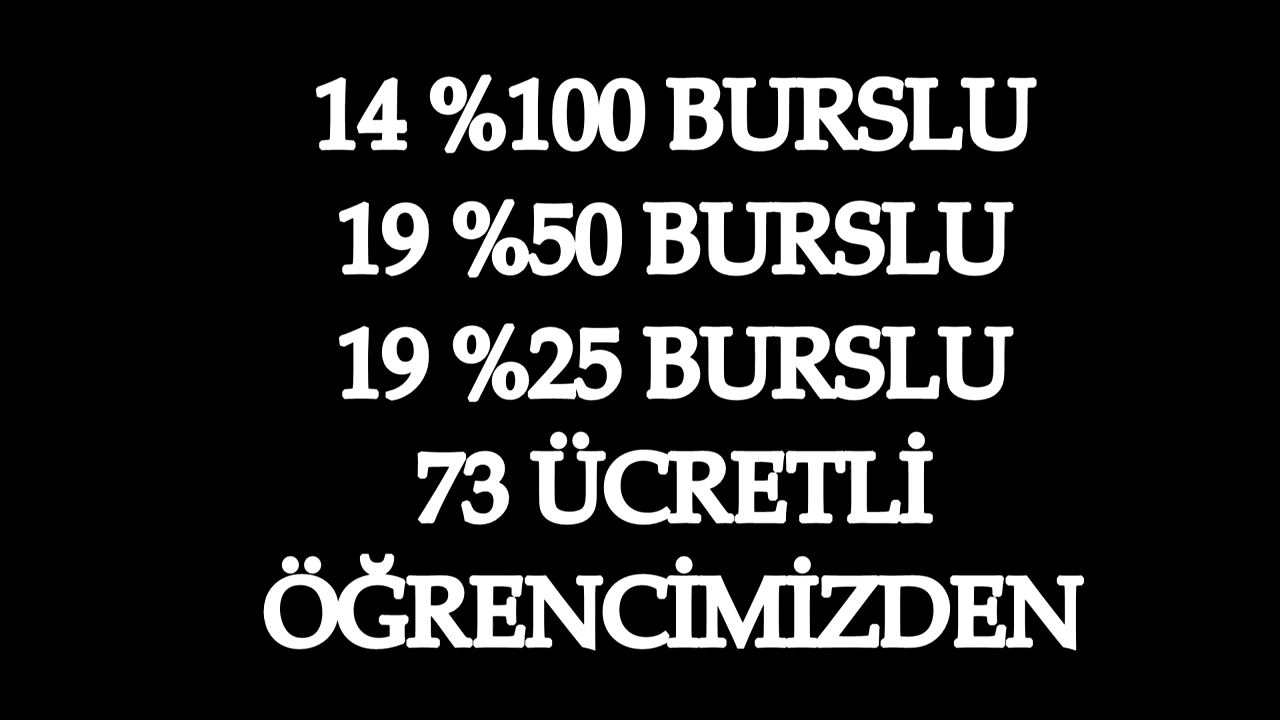 14 %100 BURSLU
19 %50 BURSLU
19 %25 BURSLU
73 ÜCRETLİ
ÖĞRENCİMİZDEN